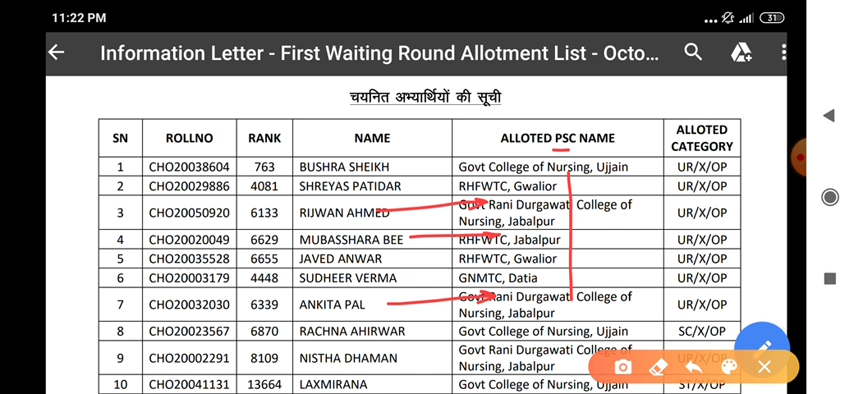 11:22 PM
31
Information Letter - First Waiting Round Allotment List - Octo...
चयनित अभ्यार्थियों की सूची
SN ROLLNO RANK NAME ALLOTED PSC NAME ALLOTED CATEGORY
1 CHO20038604 763 BUSHRA SHEIKH Govt College of Nursing, Ujjain UR/X/OP
2 CHO20029886 4081 SHREYAS PATIDAR RHFWTC, Gwalior UR/X/OP
3 CHO20050920 6133 RIJWAN AHMED Govt Rani Durgawati College of
Nursing, Jabalpur UR/X/OP
4 CHO20020049 6629 MUBASSHARA BEE RHFWTC, Jabalpur UR/X/OP
5 CHO20035528 6655 JAVED ANWAR RHFWTC, Gwalior UR/X/OP
6 CHO20003179 4448 SUDHEER VERMA GNMTC, Datia UR/X/OP
7 CHO20032030 6339 ANKITA PAL Govt Rani Durgawati College of
Nursing, Jabalpur UR/X/OP
8 CHO20023567 6870 RACHNA AHIRWAR Govt College of Nursing, Ujjain SC/X/OP
9 CHO20002291 8109 NISTHA DHAMAN Govt Rani Durgawati College of
Nursing, Jabalpur UR/X/OP
10 CHO20041131 13664 LAXMIRANA Govt College of Nursing, Ujjain ST/X/OP